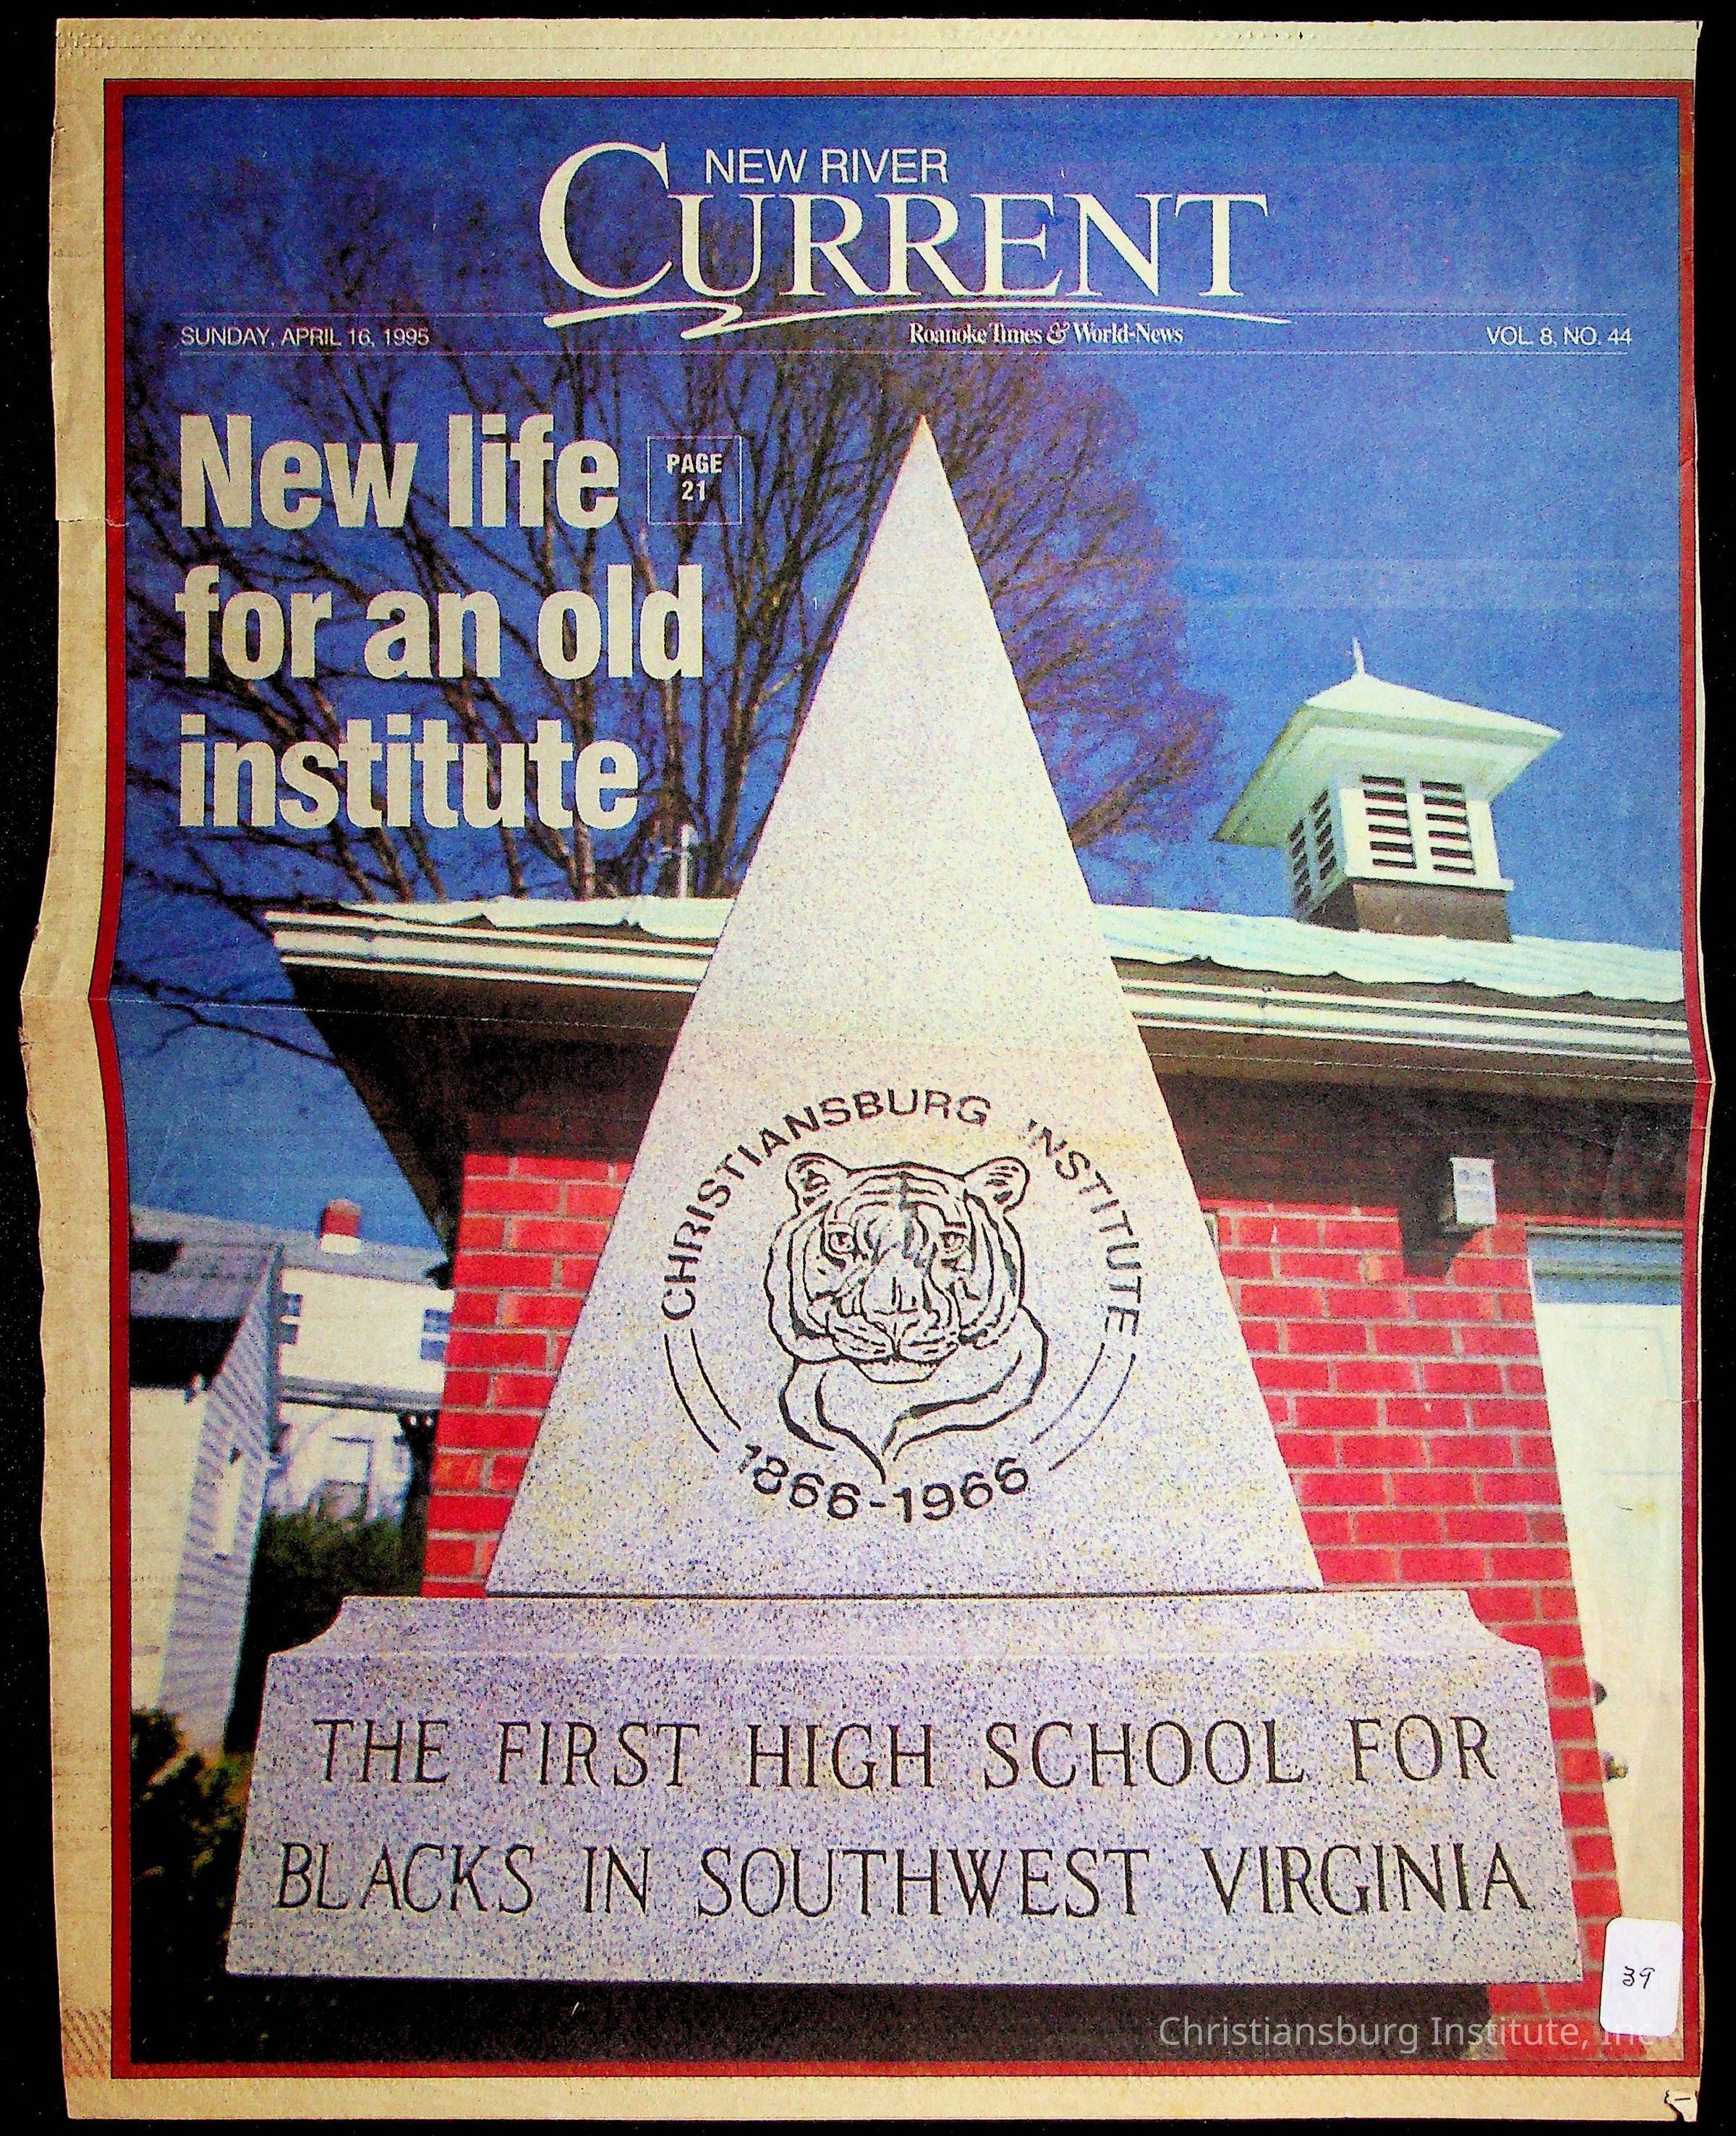 NEW RIVER
CURRENT
SUNDAY, APRIL 16, 1995 Roanoke Times & World-News VOL. 8, NO. 44
New life
PAGE
21
for an old
institute
CHRISTIANSBURG INSTITUTE
1866-1966
THE FIRST HIGH SCHOOL FOR
BLACKS IN SOUTHWEST VIRGINIA
39
Christiansburg Institute, Inc.